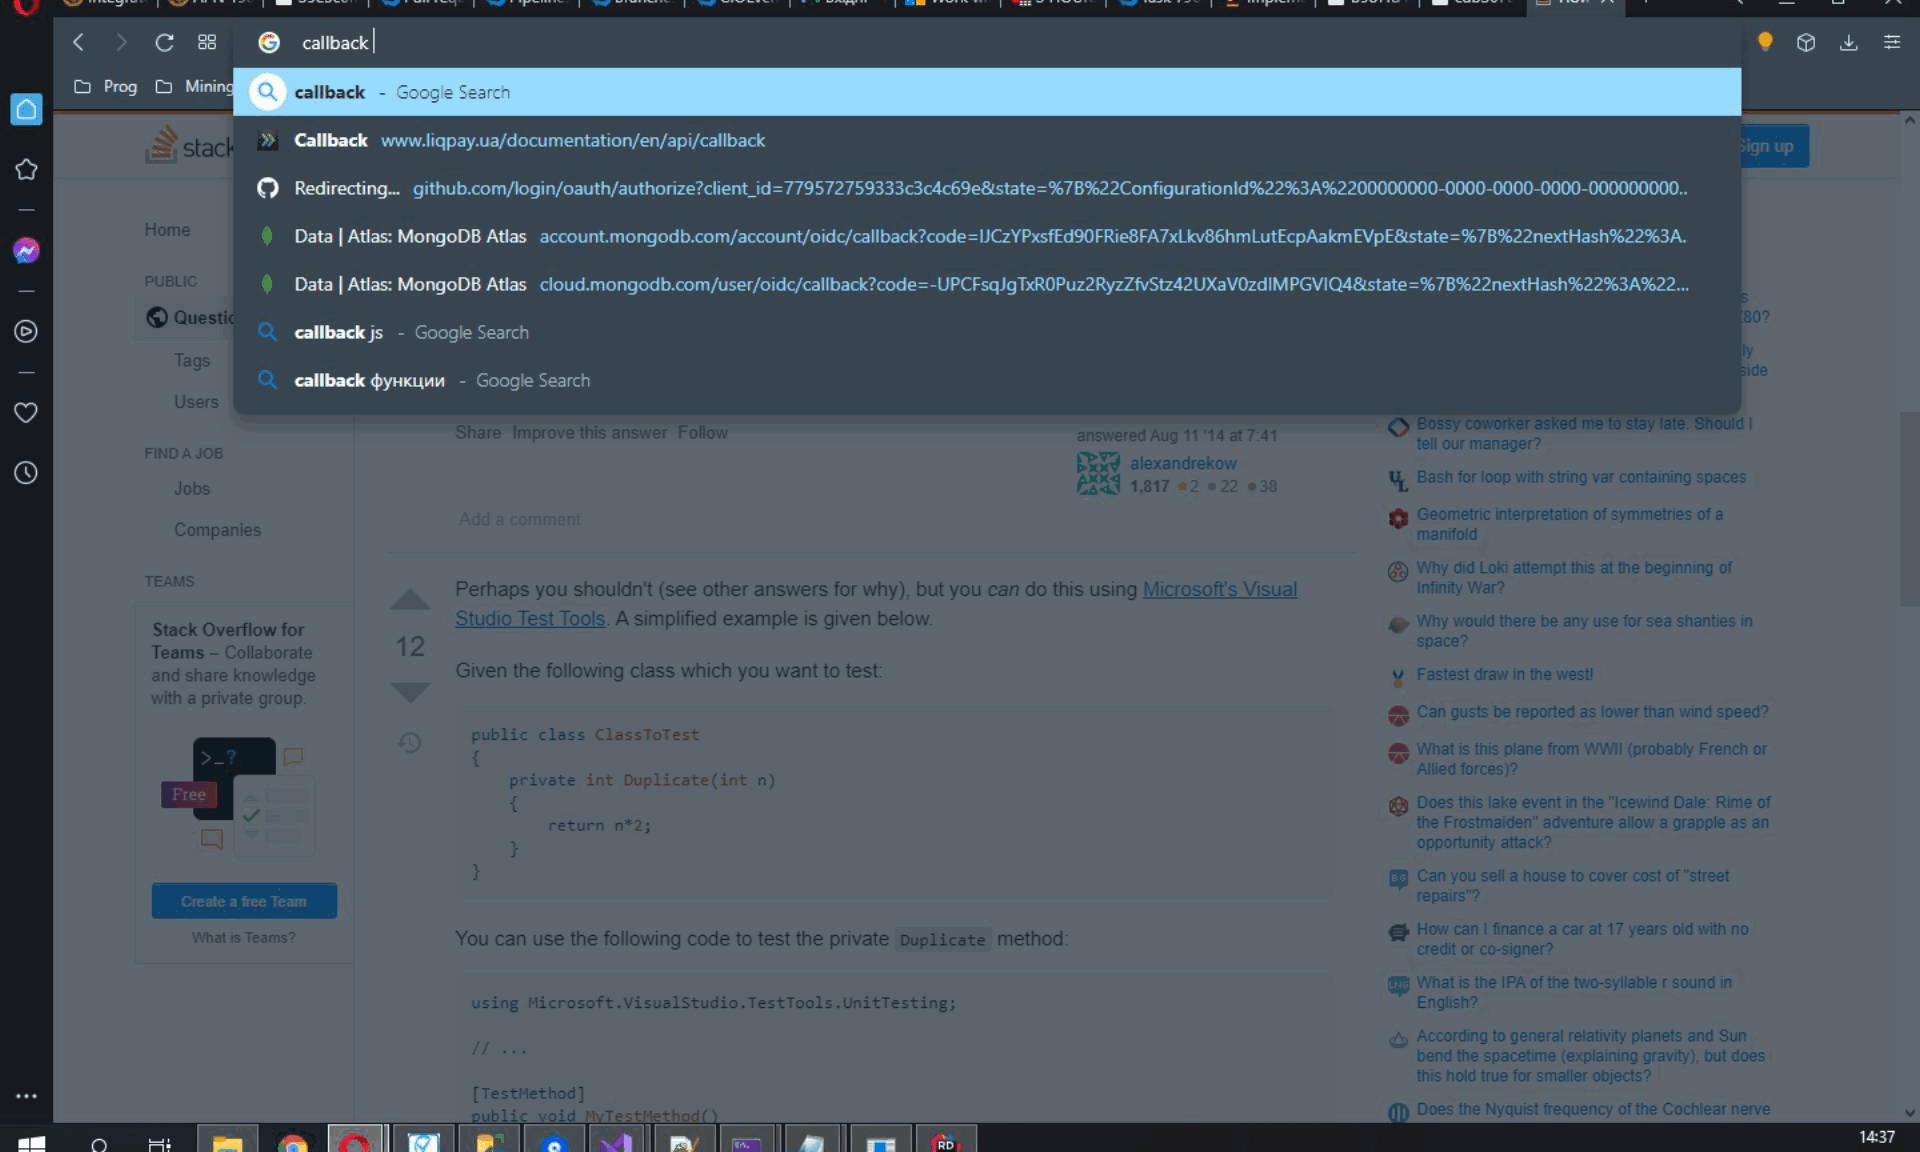 callback
Prog
Mining
callback - Google Search
Callback www.liqpay.ua/documentation/en/api/callback
Redirecting... github.com/login/oauth/authorize?client_id=779572759333c3c4c69e&state=%7B%22ConfigurationId%22%3A%2200000000-0000-0000-0000-000000000..
Data | Atlas: MongoDB Atlas account.mongodb.com/account/oidc/callback?code=IJCzYPxsfEd90FRie8FA7xLkv86hmLutEcpAakmEVpE&state=%7B%22nextHash%22%3A.
Data | Atlas: MongoDB Atlas cloud.mongodb.com/user/oidc/callback?code=-UPCFsqJgTxR0Puz2RyzZfvStz42UXaV0zdIMPGVIQ4&state=%7B%22nextHash%22%3A%22...
callback js - Google Search
callback функции - Google Search
stack
Sign up
Home
PUBLIC
Questio
Tags
Users
FIND A JOB
Jobs
Companies
TEAMS
Stack Overflow for
Teams – Collaborate
and share knowledge
with a private group.
>_?
Free
Create a free Team
What is Teams?
Share Improve this answer Follow
answered Aug 11 '14 at 7:41
alexandrekow
1,817 2 22 38
Add a comment
12
Perhaps you shouldn't (see other answers for why), but you can do this using Microsoft's Visual
Studio Test Tools. A simplified example is given below.
Given the following class which you want to test:
public class ClassToTest
{
private int Duplicate(int n)
{
return n*2;
}
}
You can use the following code to test the private Duplicate method:
using Microsoft.VisualStudio.TestTools.UnitTesting;
// ...
[TestMethod]
public void MyTestMethod()
80?
side
Bossy coworker asked me to stay late. Should I
tell our manager?
Bash for loop with string var containing spaces
Geometric interpretation of symmetries of a
manifold
Why did Loki attempt this at the beginning of
Infinity War?
Why would there be any use for sea shanties in
space?
Fastest draw in the west!
Can gusts be reported as lower than wind speed?
What is this plane from WWII (probably French or
Allied forces)?
Does this lake event in the "Icewind Dale: Rime of
the Frostmaiden" adventure allow a grapple as an
opportunity attack?
Can you sell a house to cover cost of "street
repairs"?
How can I finance a car at 17 years old with no
credit or co-signer?
What is the IPA of the two-syllable r sound in
English?
According to general relativity planets and Sun
bend the spacetime (explaining gravity), but does
this hold true for smaller objects?
Does the Nyquist frequency of the Cochlear nerve
RD
14:37